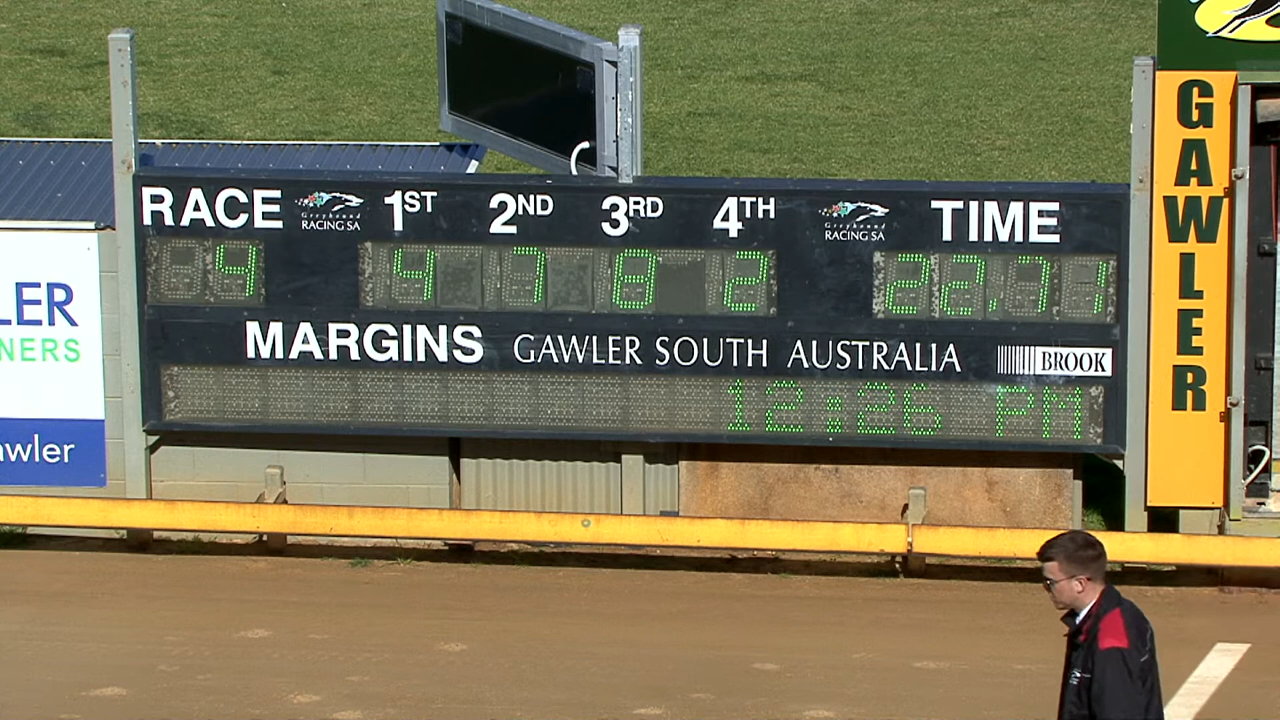 RACE Greyhound RACING SA 1ST 2ND 3RD 4TH Greyhound RACING SA TIME
4 4 7 8 2 22.71
MARGINS GAWLER SOUTH AUSTRALIA BROOK
12:26 PM
GAWLER
LER
NERS
awler